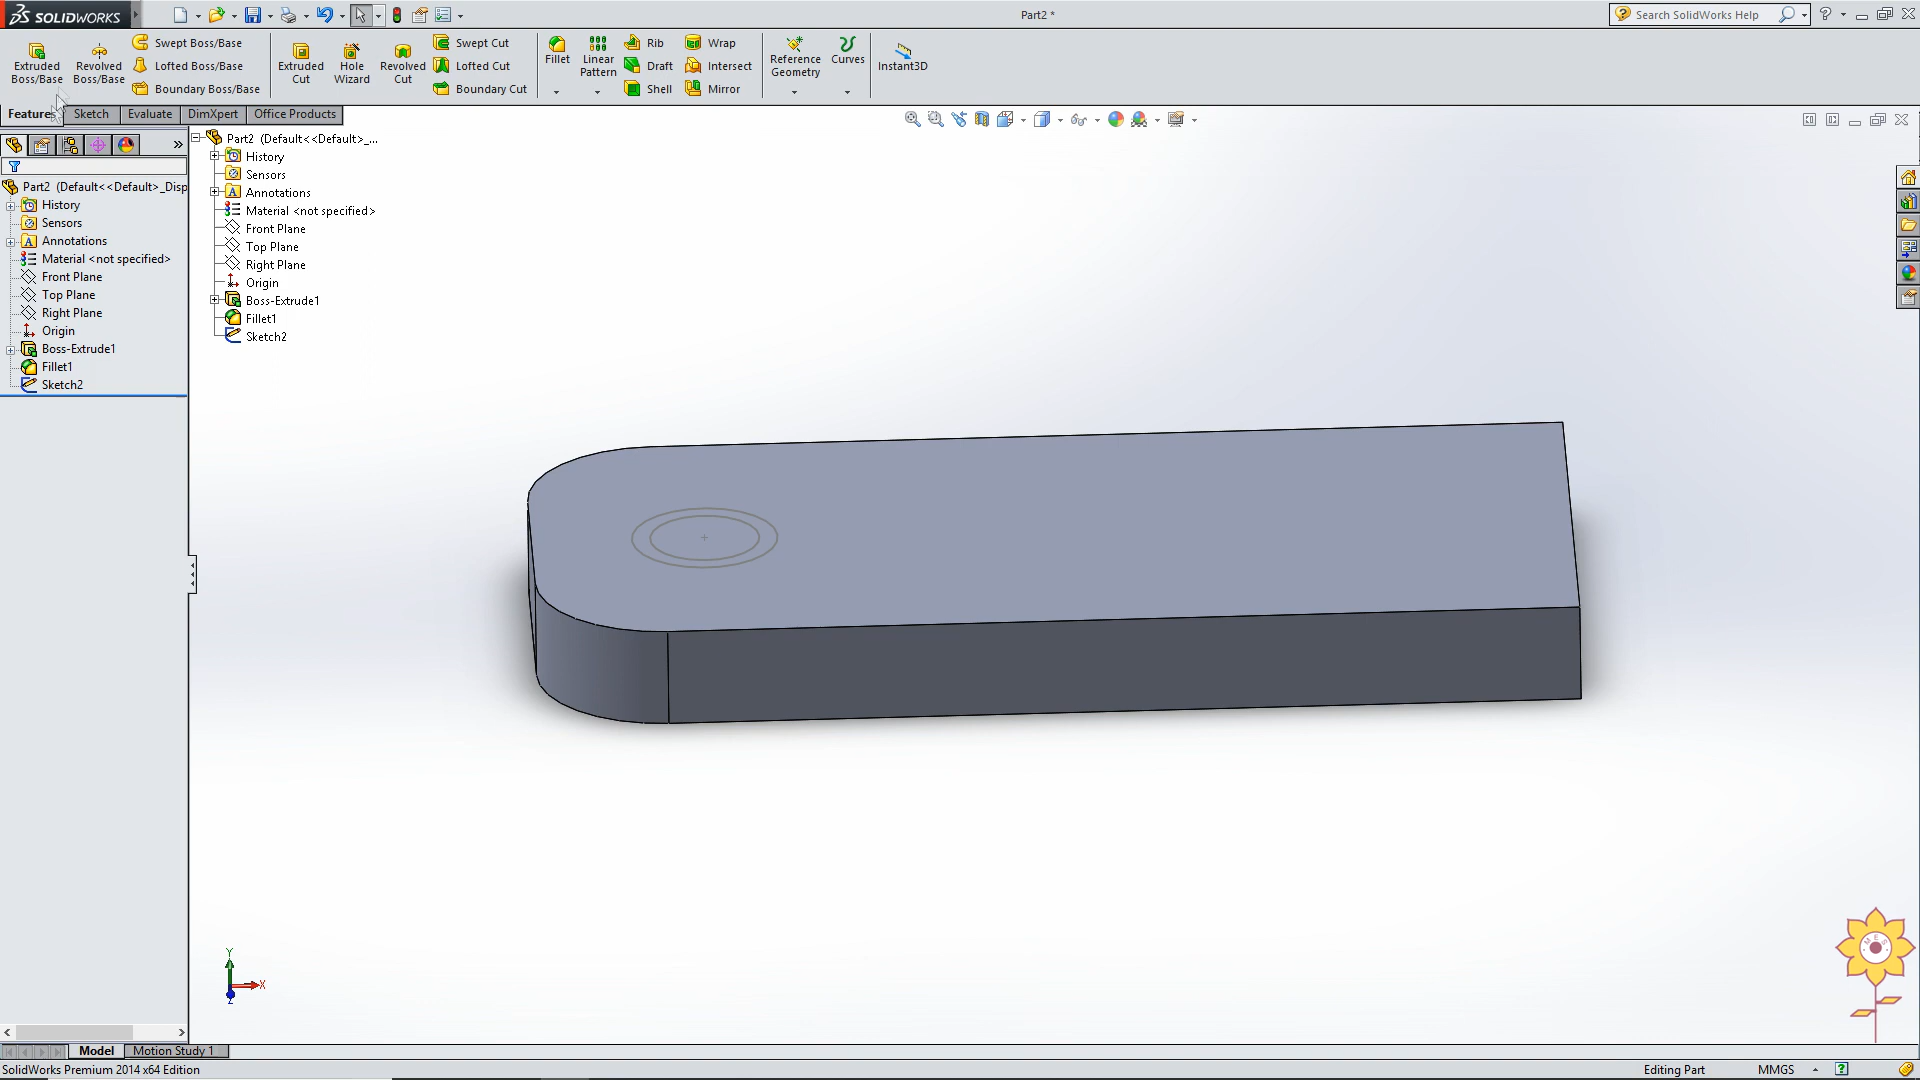 SOLIDWORKS
Part2 *
Search SolidWorks Help
Extruded Boss/Base
Revolved Boss/Base
Swept Boss/Base
Lofted Boss/Base
Boundary Boss/Base
Extruded Cut
Hole Wizard
Revolved Cut
Swept Cut
Lofted Cut
Boundary Cut
Fillet
Linear Pattern
Rib
Draft
Shell
Wrap
Intersect
Mirror
Reference Geometry
Curves
Instant3D
Features
Sketch
Evaluate
DimXpert
Office Products
Part2 (Default<<Default>_Disp
History
Sensors
Annotations
Material <not specified>
Front Plane
Top Plane
Right Plane
Origin
Boss-Extrude1
Fillet1
Sketch2
Part2 (Default<<Default>_...
History
Sensors
Annotations
Material <not specified>
Front Plane
Top Plane
Right Plane
Origin
Boss-Extrude1
Fillet1
Sketch2
Y
X
Z
Model
Motion Study 1
SolidWorks Premium 2014 x64 Edition
Editing Part
MMGS